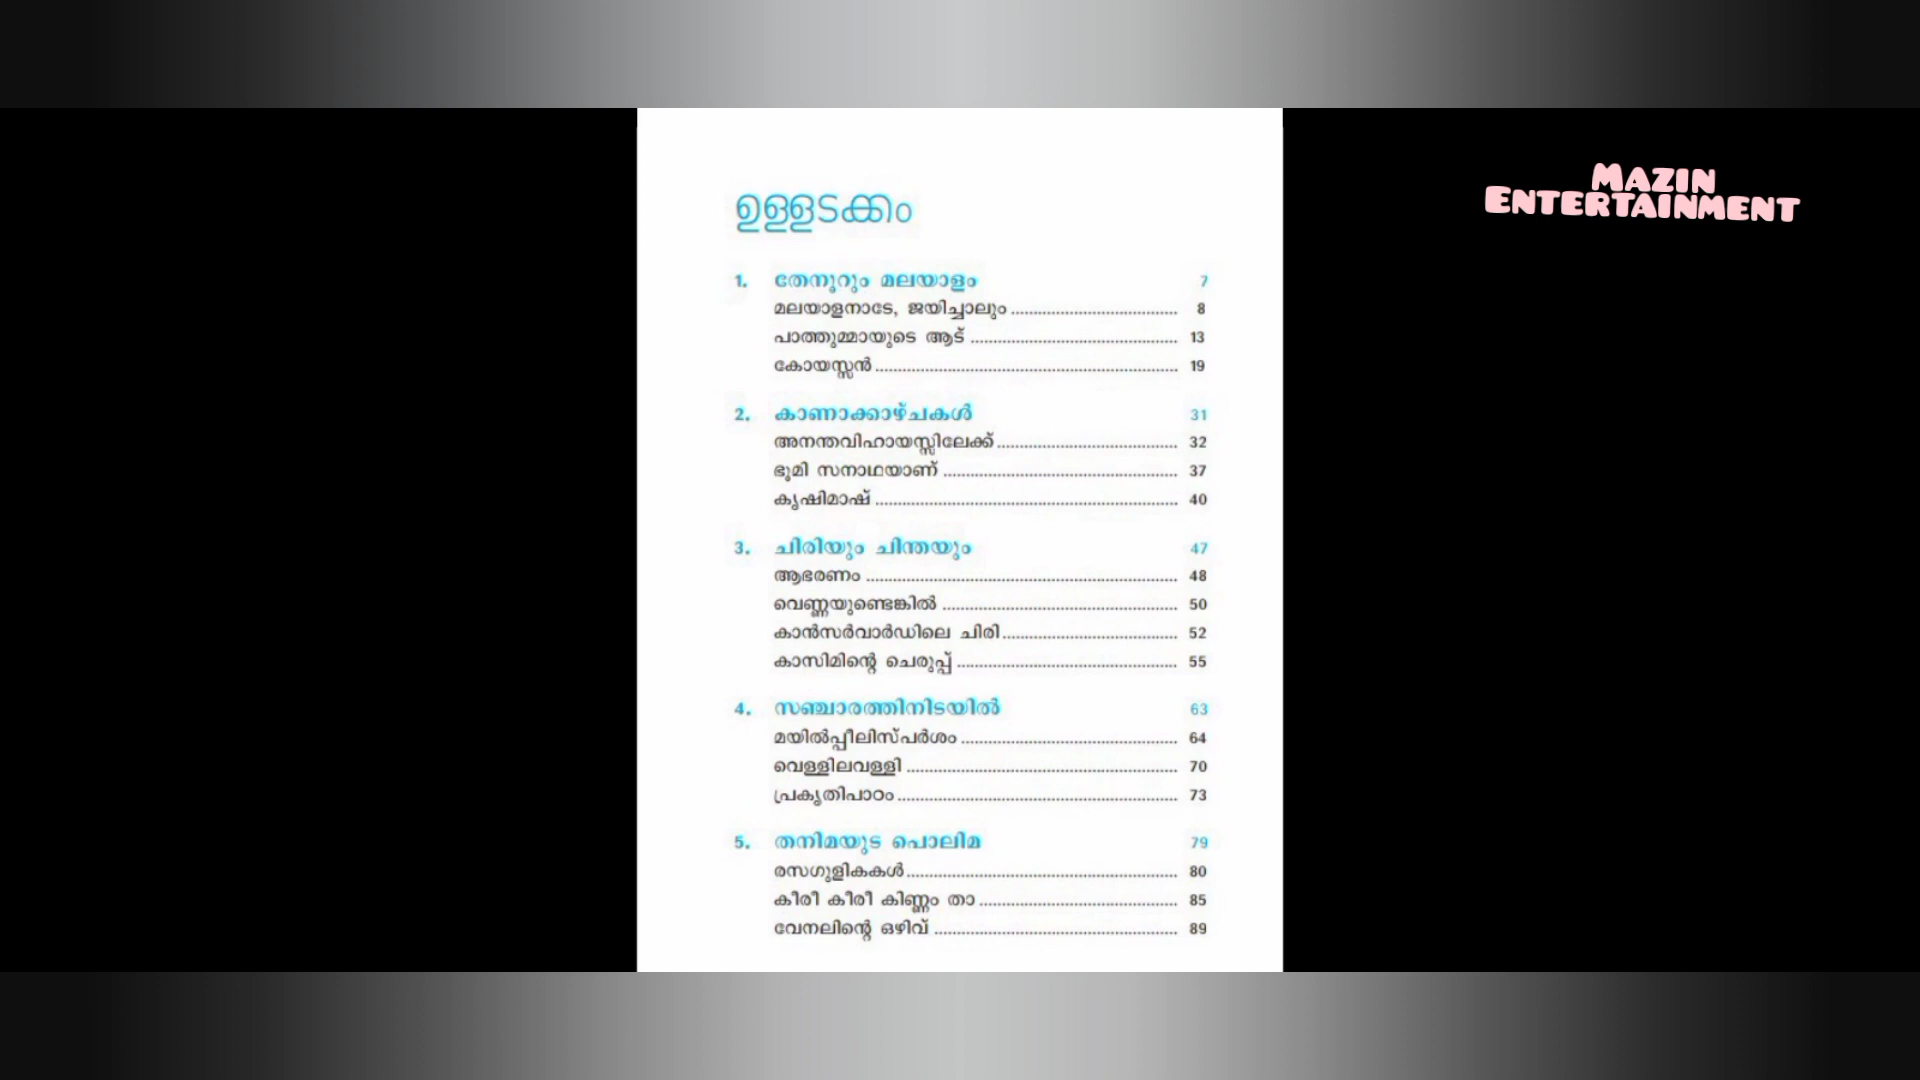 ഉള്ളടക്കം
1. തേനൂറും മലയാളം 7
മലയാളനാടേ, ജയിച്ചാലും 8
പാത്തുമ്മായുടെ ആട് 13
കോയസ്സൻ 19
2. കാണാക്കാഴ്ചകൾ 31
അനന്തവിഹായസ്സിലേക്ക് 32
ഭൂമി സനാഥയാണ് 37
കൃഷിമാഷ് 40
3. ചിരിയും ചിന്തയും 47
ആഭരണം 48
വെണ്ണയുണ്ടെങ്കിൽ 50
കാൻസർവാർഡിലെ ചിരി 52
കാസിമിന്റെ ചെരുപ്പ് 55
4. സഞ്ചാരത്തിനിടയിൽ 63
മയിൽപ്പീലിസ്പർശം 64
വെള്ളിലവള്ളി 70
പ്രകൃതിപാഠം 73
5. തനിമയുട പൊലിമ 79
രസഗുളികകൾ 80
കീരീ കീരീ കിണ്ണം താ 85
വേനലിന്റെ ഒഴിവ് 89
MAZIN
ENTERTAINMENT